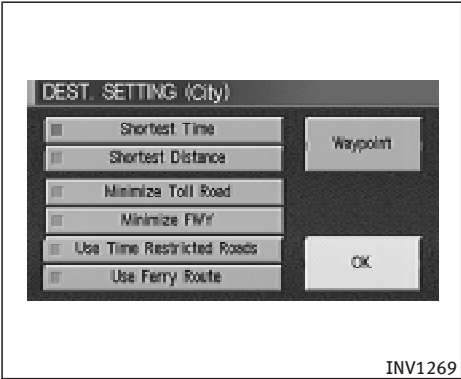 DEST. SETTING (City)
Shortest Time
Shortest Distance
Waypoint
Minimize Toll Road
Minimize FWY
Use Time Restricted Roads
Use Ferry Route
OK
INV1269